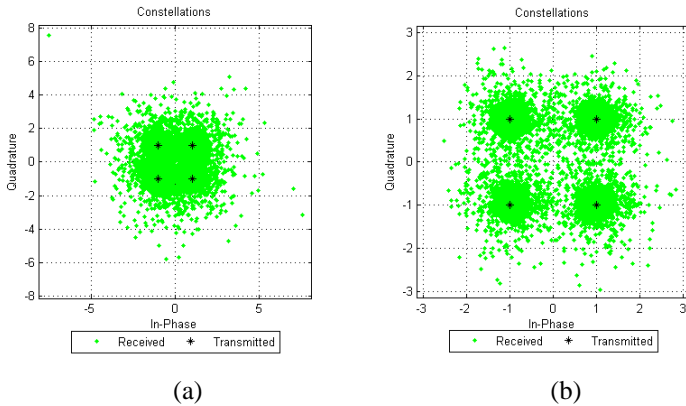 Constellations
8
6
4
2
0
-2
-4
-6
-8
Quadrature
-5 0 5
In-Phase
Received Transmitted
(a)
Constellations
3
2
1
0
-1
-2
-3
Quadrature
-3 -2 -1 0 1 2 3
In-Phase
Received Transmitted
(b)